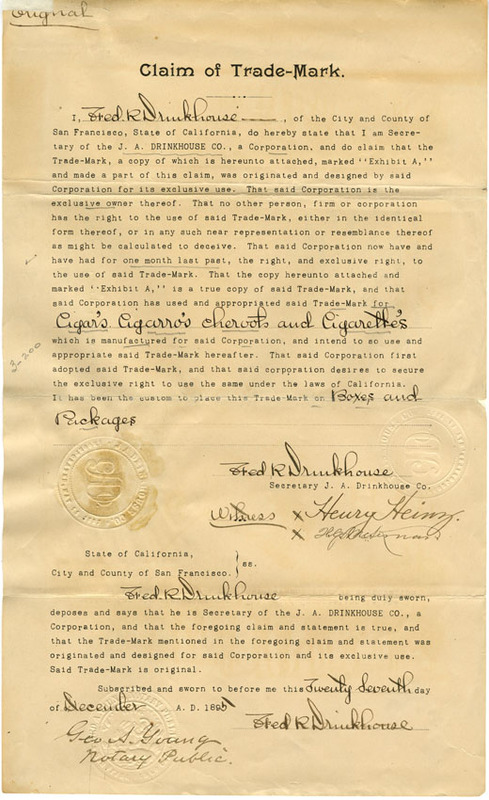 Original
Claim of Trade-Mark.
I, Fred. R. Drinkhouse, of the City and County of
San Francisco, State of California, do hereby state that I am Secre-
tary of the J. A. DRINKHOUSE CO., a Corporation, and do claim that the
Trade-Mark, a copy of which is hereunto attached, marked ''Exhibit A,''
and made a part of this claim, was originated and designed by said
Corporation for its exclusive use. That said Corporation is the
exclusive owner thereof. That no other person, firm or corporation
has the right to the use of said Trade-Mark, either in the identical
form thereof, or in any such near representation or resemblance thereof
as might be calculated to deceive. That said Corporation now have and
have had for one month last past, the right, and exclusive right, to
the use of said Trade-Mark. That the copy hereunto attached and
marked ''Exhibit A,'' is a true copy of said Trade-Mark, and that
said Corporation has used and appropriated said Trade-Mark for
Cigar's Cigarro's cheroots and Cigarette's
which is manufactured for said Corporation, and intend to so use and
appropriate said Trade-Mark hereafter. That said Corporation first
adopted said Trade-Mark, and that said corporation desires to secure
the exclusive right to use the same under the laws of California.
It has been the custom to place this Trade-Mark on Boxes and
Packages
3-200
Fred R Drinkhouse
Secretary J. A. Drinkhouse Co.
Witness x Henry Heinz.
x
State of California,
ss.
City and County of San Francisco.
Fred. R. Drinkhouse being duly sworn,
deposes and says that he is Secretary of the J. A. DRINKHOUSE CO., a
Corporation, and that the foregoing claim and statement is true, and
that the Trade-Mark mentioned in the foregoing claim and statement was
originated and designed for said Corporation and its exclusive use.
Said Trade-Mark is original.
Subscribed and sworn to before me this Twenty Seventh day
of December A. D. 1895
Fred R Drinkhouse
Geo. A. Young
Notary Public.